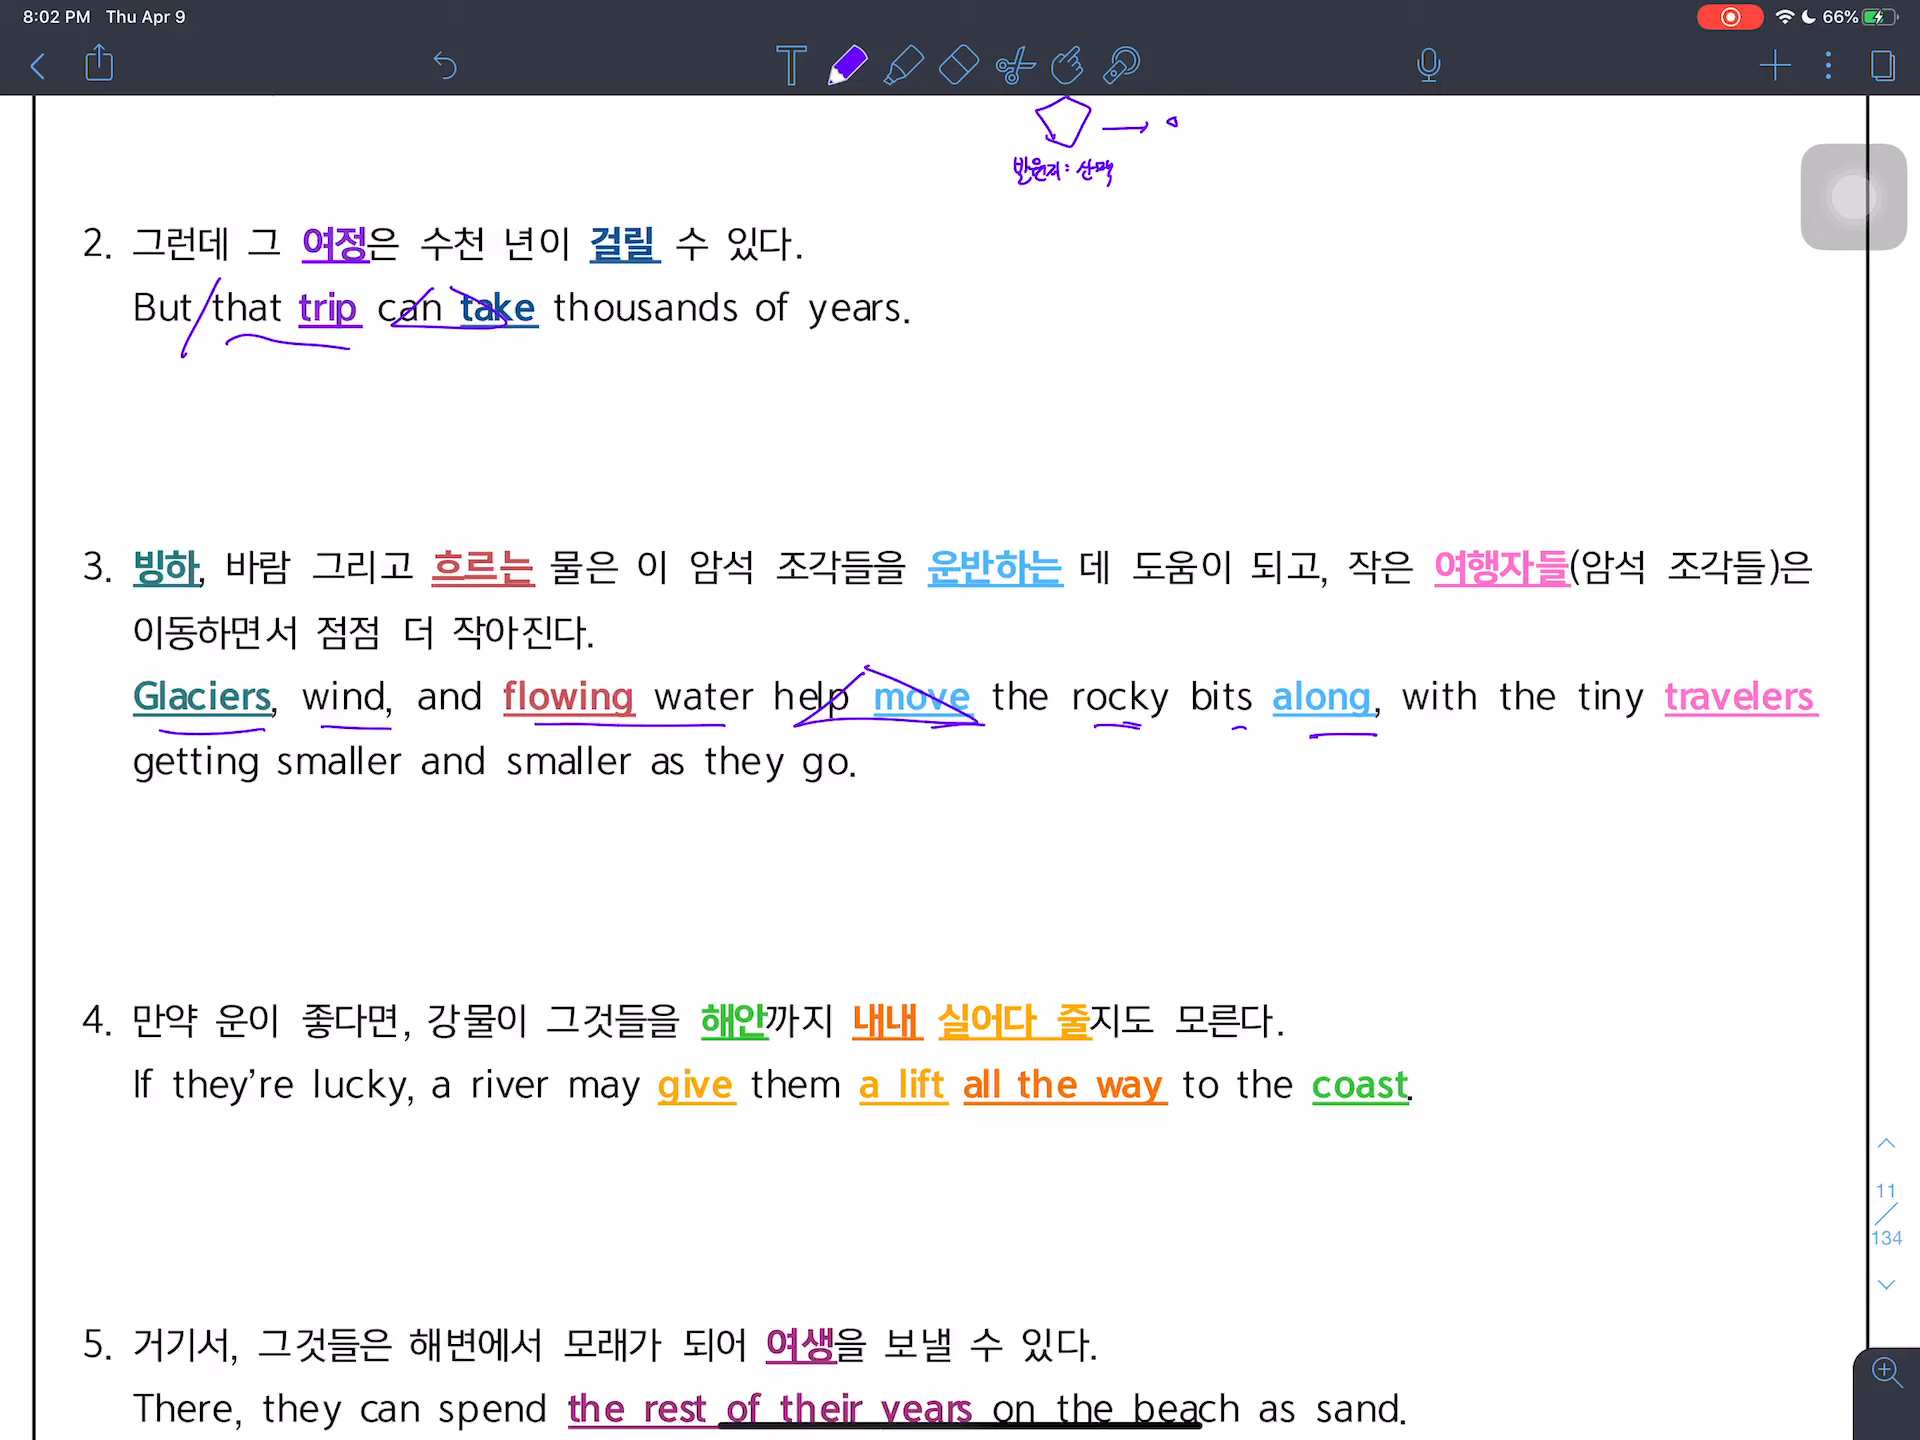 8:02 PM Thu Apr 9
66%
발원지: 산맥
2. 그런데 그 여정은 수천 년이 걸릴 수 있다.
But that trip can take thousands of years.
3. 빙하, 바람 그리고 흐르는 물은 이 암석 조각들을 운반하는 데 도움이 되고, 작은 여행자들(암석 조각들)은
이동하면서 점점 더 작아진다.
Glaciers, wind, and flowing water help move the rocky bits along, with the tiny travelers
getting smaller and smaller as they go.
4. 만약 운이 좋다면, 강물이 그것들을 해안까지 내내 실어다 줄지도 모른다.
If they’re lucky, a river may give them a lift all the way to the coast.
11
134
5. 거기서, 그것들은 해변에서 모래가 되어 여생을 보낼 수 있다.
There, they can spend the rest of their years on the beach as sand.